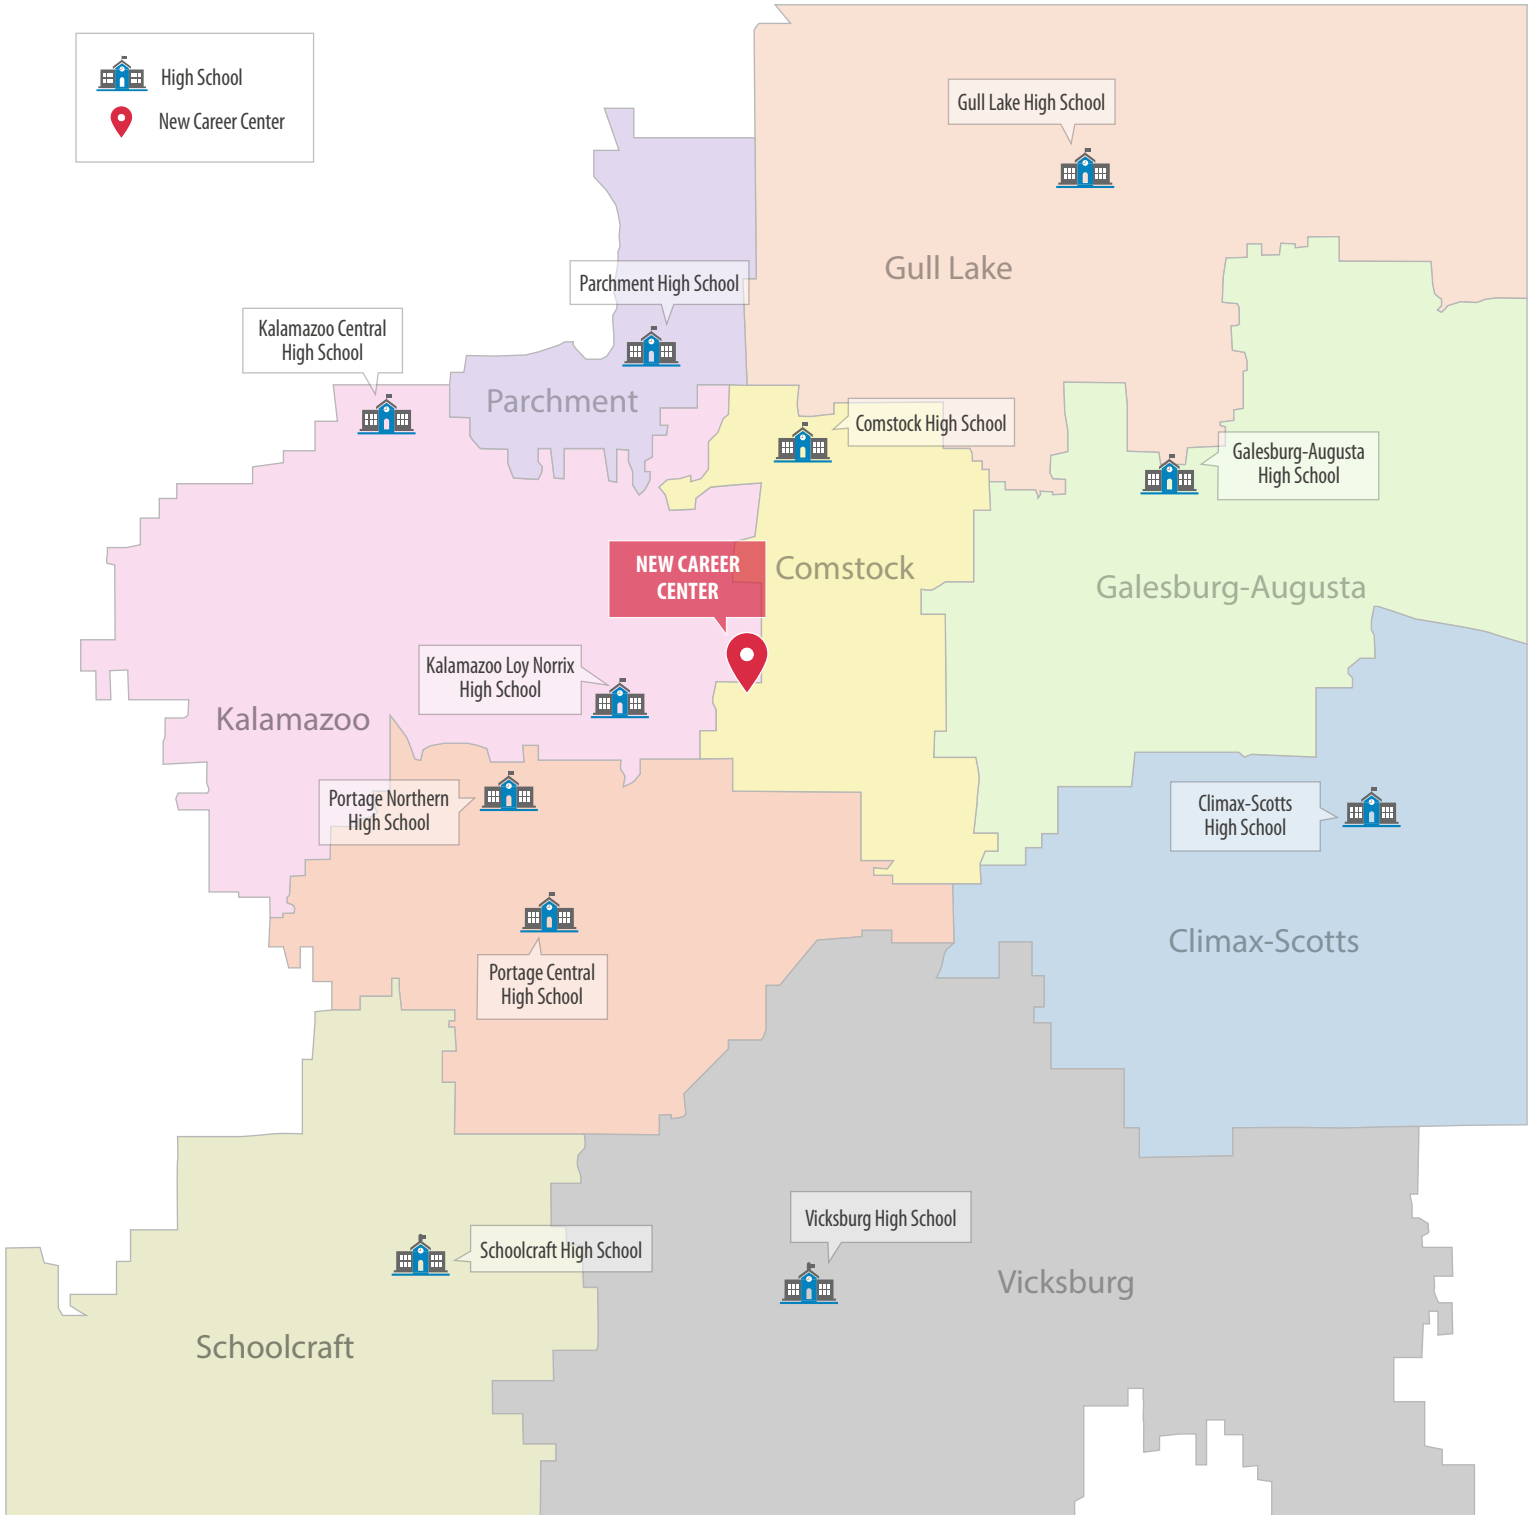 High School
New Career Center
Gull Lake High School
Gull Lake
Parchment High School
Kalamazoo Central
High School
Parchment
Comstock High School
Galesburg-Augusta
High School
NEW CAREER
CENTER
Comstock
Galesburg-Augusta
Kalamazoo Loy Norrix
High School
Kalamazoo
Portage Northern
High School
Climax-Scotts
High School
Climax-Scotts
Portage Central
High School
Vicksburg High School
Schoolcraft High School
Vicksburg
Schoolcraft